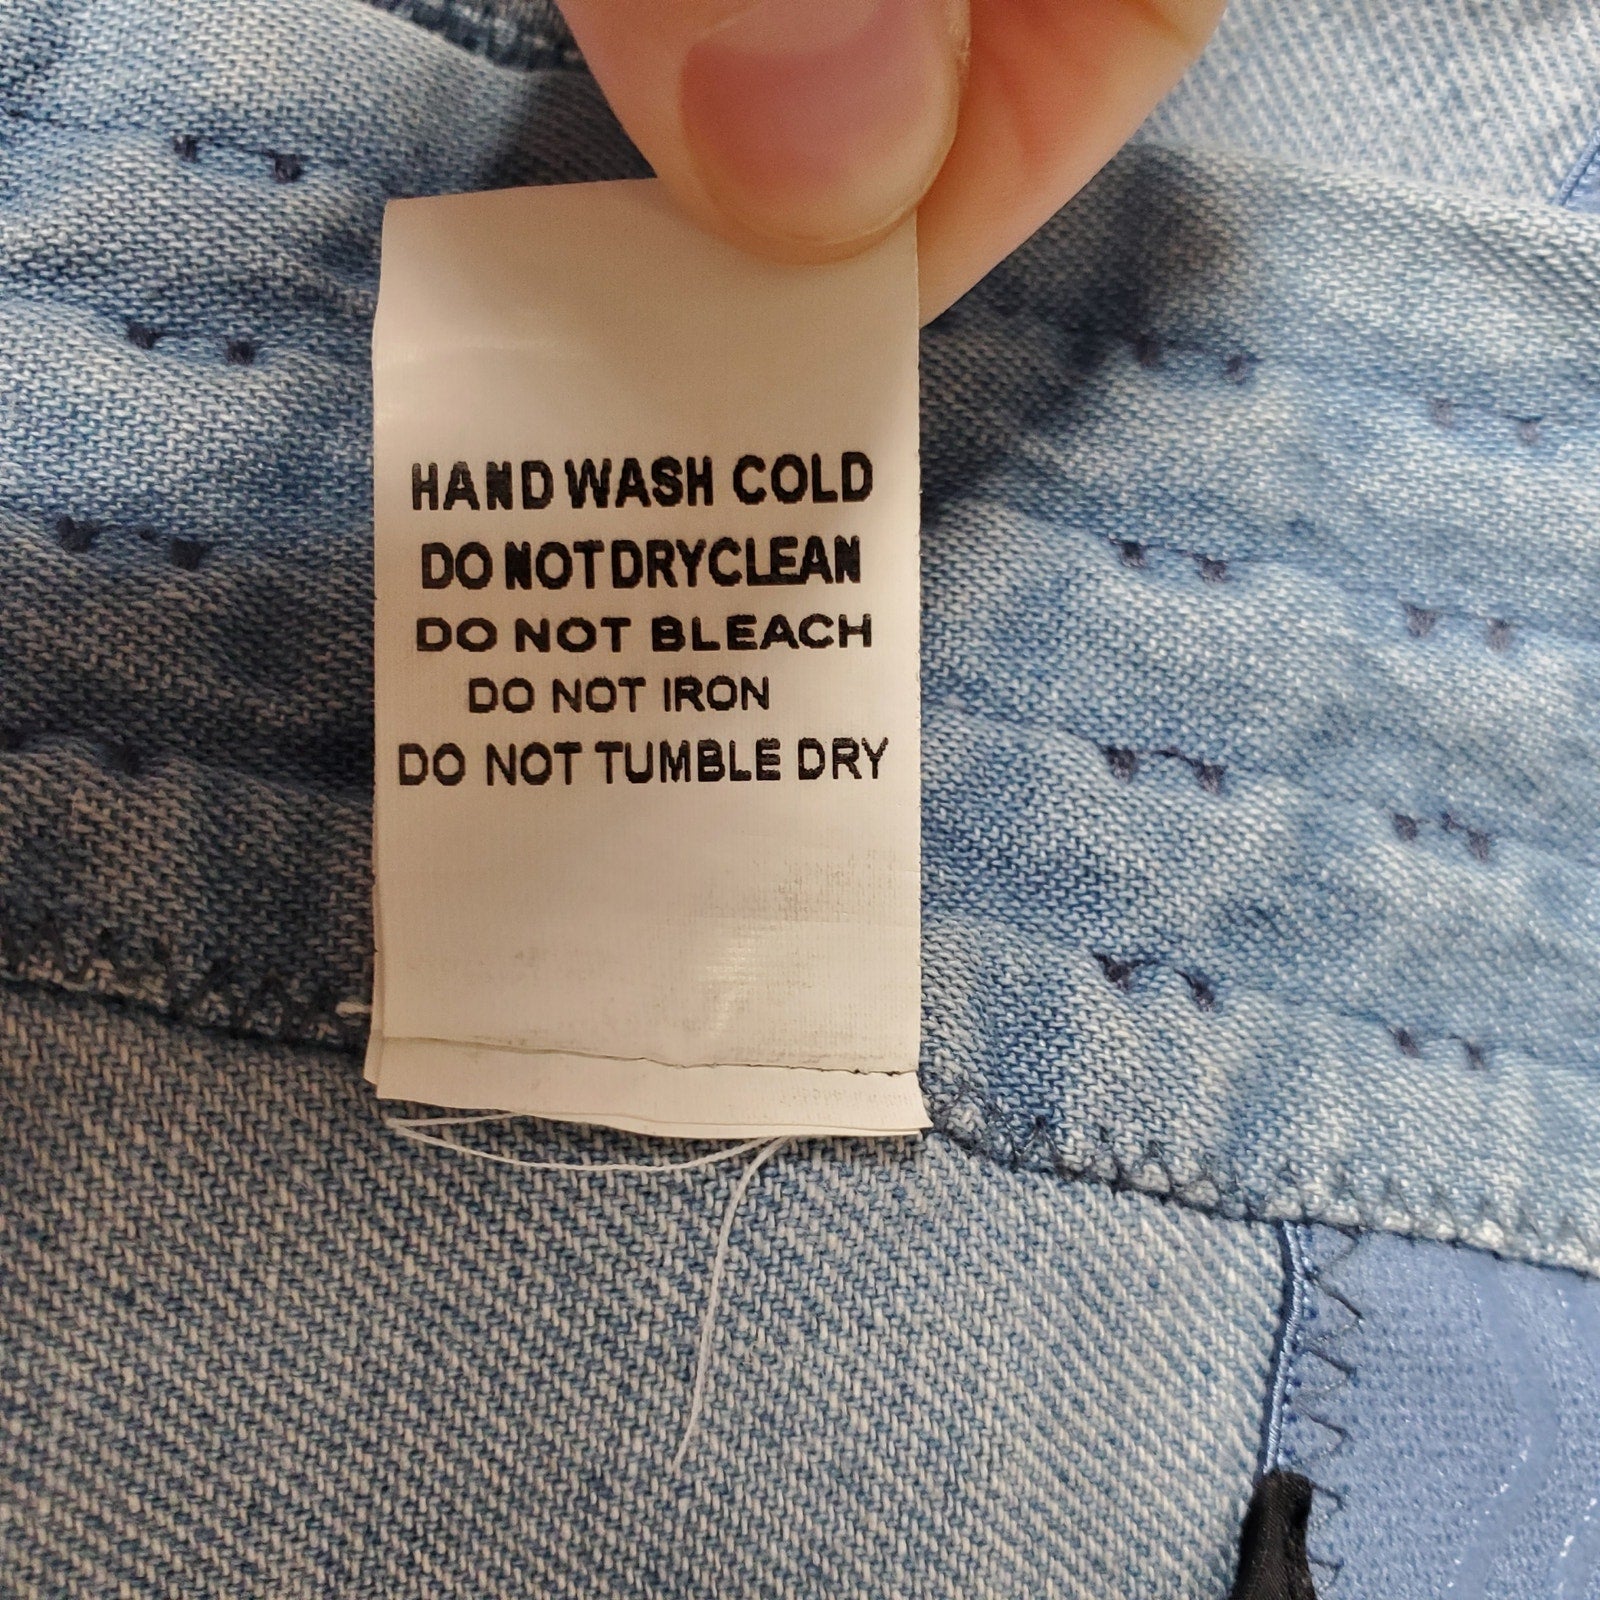 HAND WASH COLD
DO NOT DRYCLEAN
DO NOT BLEACH
DO NOT IRON
DO NOT TUMBLE DRY